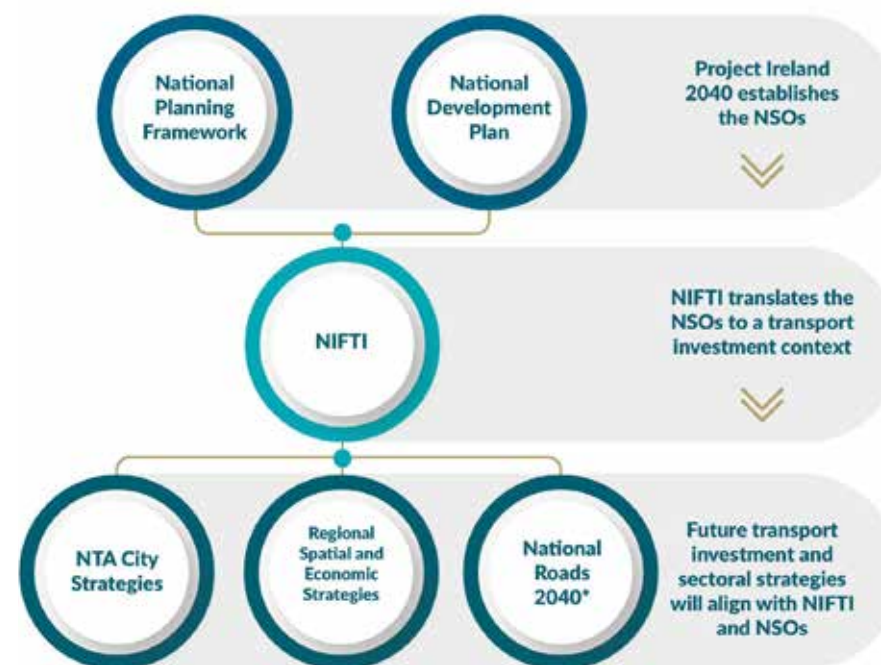 National
Planning
Framework
National
Development
Plan
Project Ireland
2040 establishes
the NSOs
NIFTI
NIFTI translates the
NSOs to a transport
investment context
NTA City
Strategies
Regional
Spatial and
Economic
Strategies
National
Roads
2040*
Future transport
investment and
sectoral strategies
will align with NIFTI
and NSOs